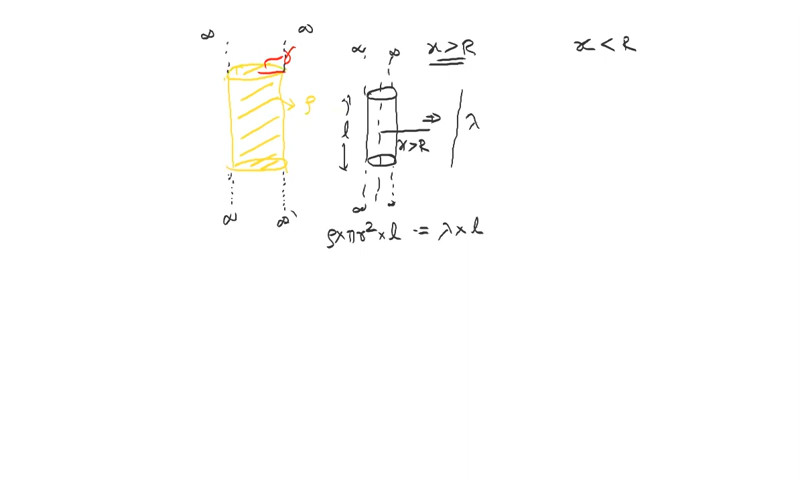 ∞ ∞
r
ρ
∞ ∞
∞ ∞
x > R
l
x > R
⇒
λ
∞
ρ × πr² × l = λ × l
x < R